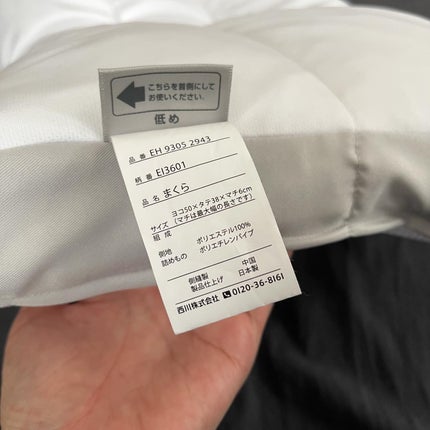 こちらを首側にして
お使いください。
低め
品番 EH 9305 2943
柄番 EI3601
品名 まくら
サイズ ヨコ50×タテ38×マチ6cm
(マチは最大幅の長さです)
組成
側地 ポリエステル100%
詰めもの ポリエチレンパイプ
側縫製 中国
製品仕上げ 日本製
西川株式会社 0120-36-8161